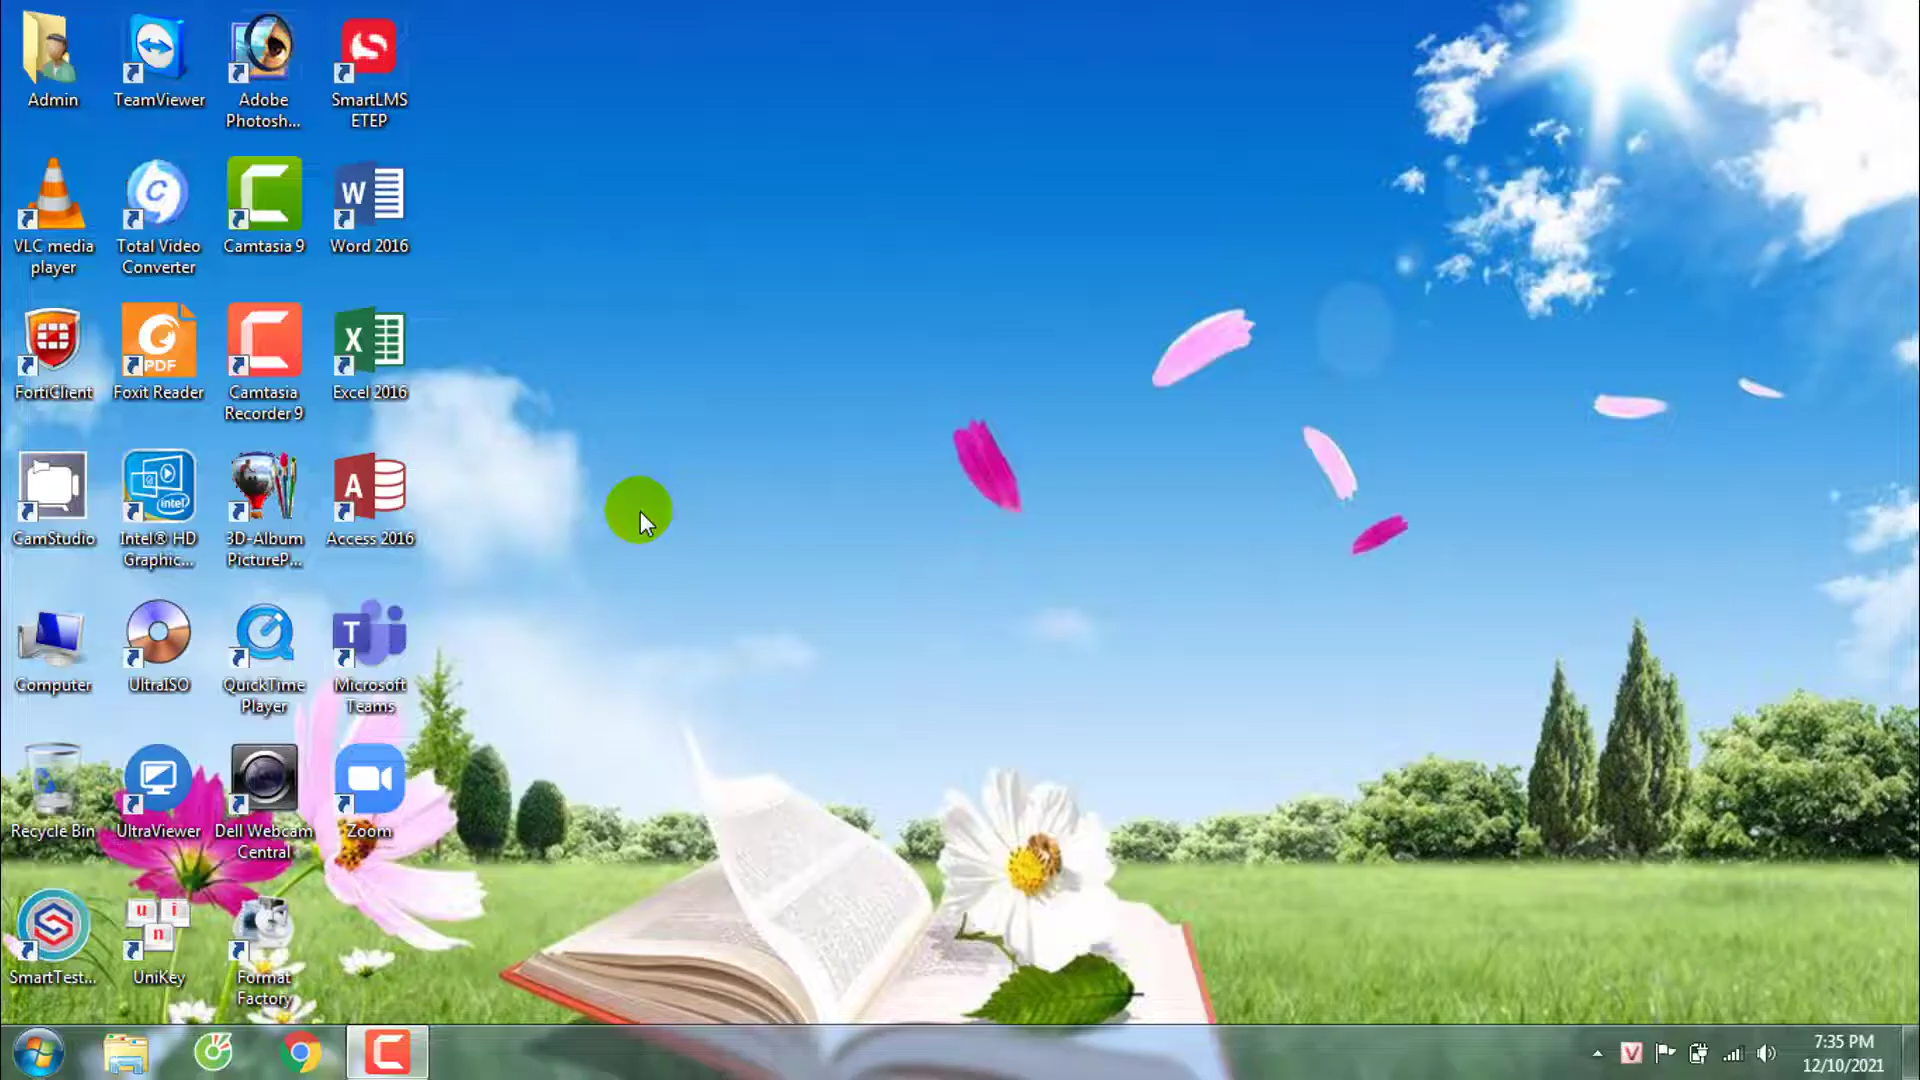 Admin
TeamViewer
Adobe
Photosh...
SmartLMS
ETEP
VLC media
player
Total Video
Converter
Camtasia 9
W
Word 2016
FortiClient
PDF
Foxit Reader
Camtasia
Recorder 9
X
Excel 2016
CamStudio
intel
Intel® HD
Graphic...
3D-Album
PictureP...
A
Access 2016
Computer
UltraISO
QuickTime
Player
T
Microsoft
Teams
Recycle Bin
UltraViewer
Dell Webcam
Central
Zoom
SmartTest...
u i
n
UniKey
Format
Factory
V
7:35 PM
12/10/2021